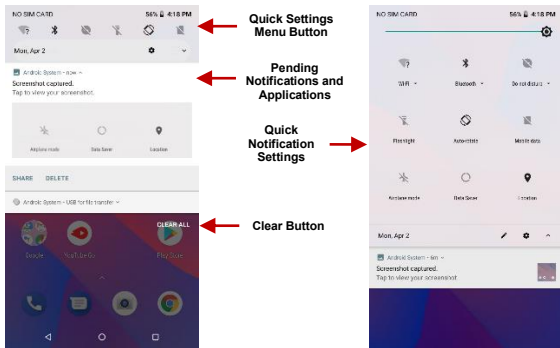 NO SIM CARD 56% 4:18 PM
Mon, Apr 2
Android System - now
Screenshot captured.
Tap to view your screenshot.
Airplane mode Data Saver Location
SHARE DELETE
Android System - USB for file transfer
CLEAR ALL
Google YouTube Go Play Store
Quick Settings
Menu Button
Pending
Notifications and
Applications
Quick
Notification
Settings
Clear Button
NO SIM CARD 56% 4:18 PM
Wi-Fi Bluetooth Do not disturb
Flashlight Auto-rotate Mobile data
Airplane mode Data Saver Location
Mon, Apr 2
Android System - 6m
Screenshot captured.
Tap to view your screenshot.